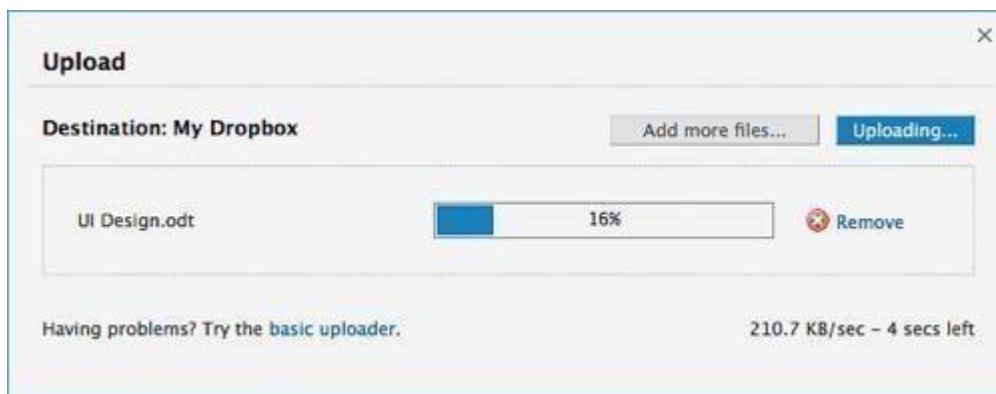 Upload
Destination: My Dropbox
Add more files...
Uploading...
UI Design.odt
16%
Remove
Having problems? Try the basic uploader.
210.7 KB/sec – 4 secs left